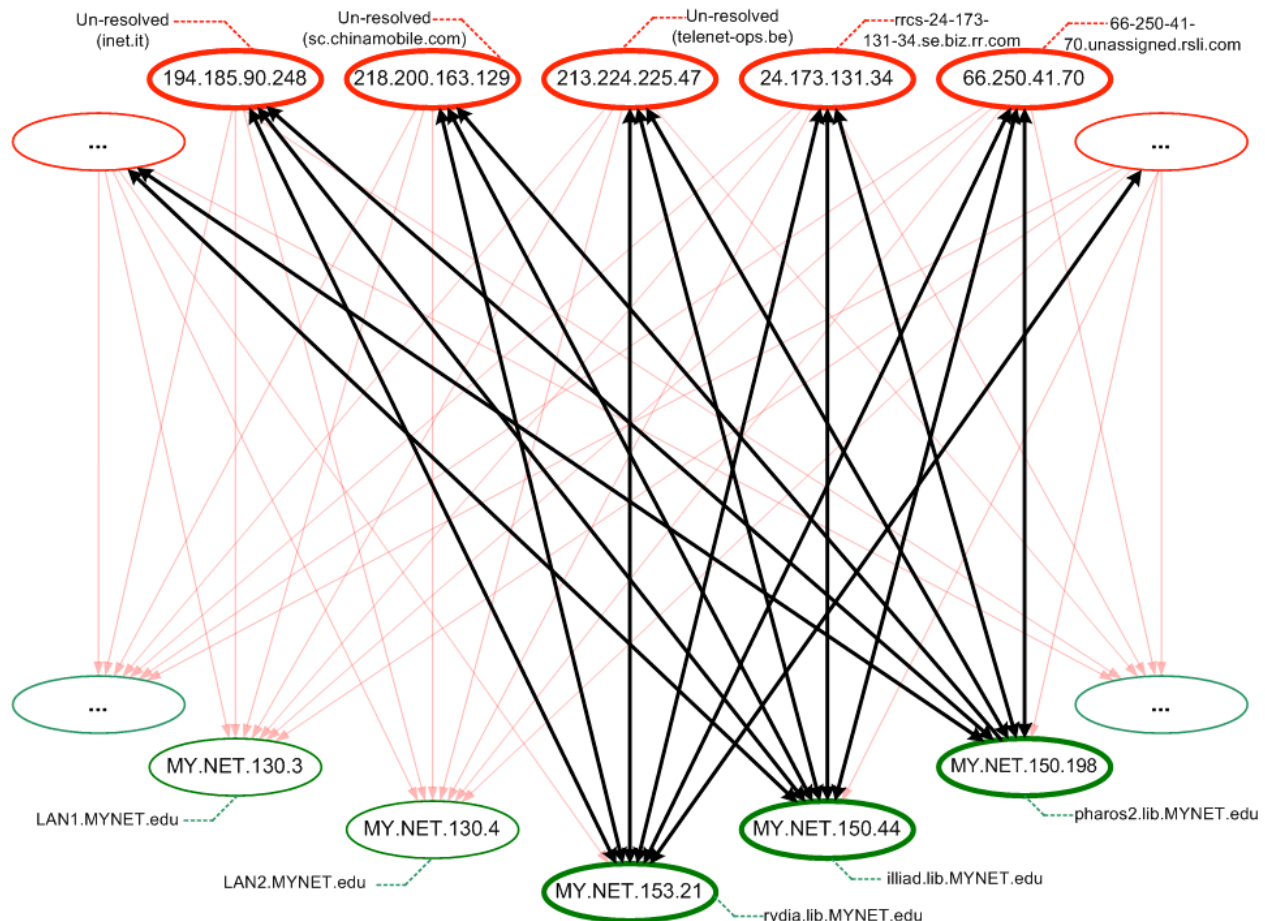 Un-resolved
(inet.it)
Un-resolved
(sc.chinamobile.com)
Un-resolved
(telenet-ops.be)
rrcs-24-173-
131-34.se.biz.rr.com
66-250-41-
70.unassigned.rsli.com
194.185.90.248
218.200.163.129
213.224.225.47
24.173.131.34
66.250.41.70
...
...
...
...
MY.NET.130.3
MY.NET.150.198
LAN1.MYNET.edu
pharos2.lib.MYNET.edu
MY.NET.130.4
MY.NET.150.44
LAN2.MYNET.edu
illiad.lib.MYNET.edu
MY.NET.153.21
rydia.lib.MYNET.edu